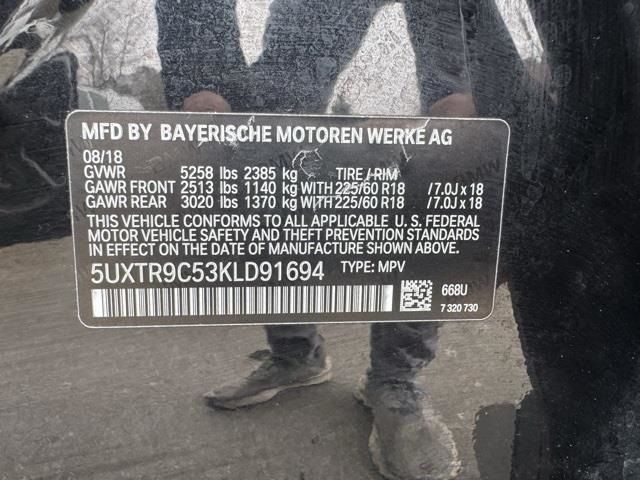 MFD BY BAYERISCHE MOTOREN WERKE AG
08/18
GVWR 5258 lbs 2385 kg TIRE / RIM
GAWR FRONT 2513 lbs 1140 kg WITH 225/60 R18 / 7.0J x 18
GAWR REAR 3020 lbs 1370 kg WITH 225/60 R18 / 7.0J x 18
THIS VEHICLE CONFORMS TO ALL APPLICABLE U. S. FEDERAL
MOTOR VEHICLE SAFETY AND THEFT PREVENTION STANDARDS
IN EFFECT ON THE DATE OF MANUFACTURE SHOWN ABOVE.
5UXTR9C53KLD91694 TYPE: MPV
668U
7 320 730